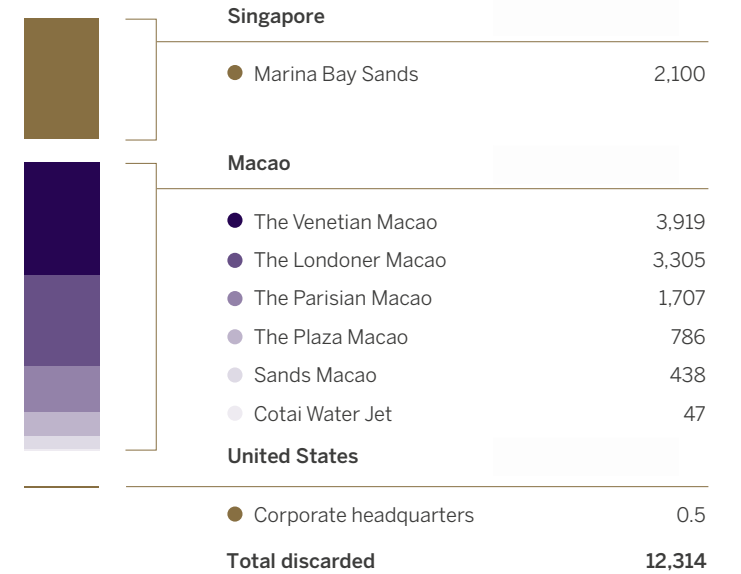 Singapore
Marina Bay Sands 2,100
Macao
The Venetian Macao 3,919
The Londoner Macao 3,305
The Parisian Macao 1,707
The Plaza Macao 786
Sands Macao 438
Cotai Water Jet 47
United States
Corporate headquarters 0.5
Total discarded 12,314